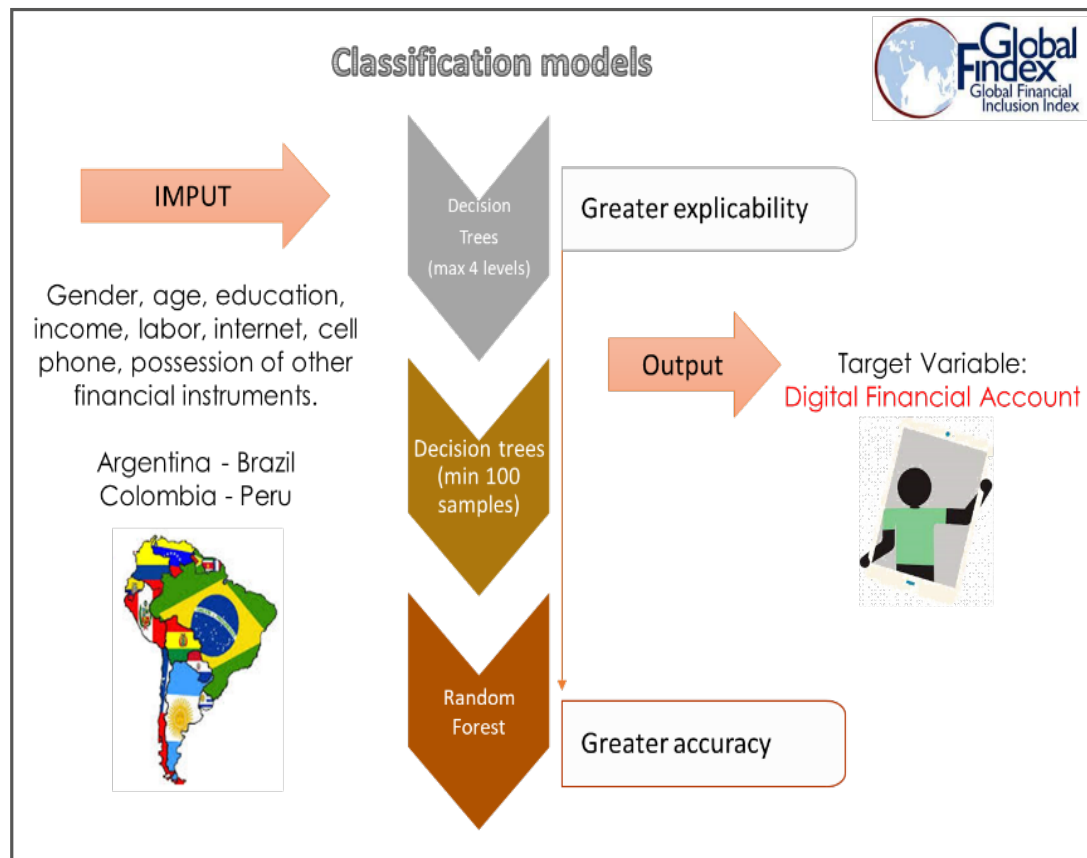 Classification models
Global
Findex
Global Financial
Inclusion Index
IMPUT
Gender, age, education,
income, labor, internet, cell
phone, possession of other
financial instruments.
Argentina - Brazil
Colombia - Peru
Decision
Trees
(max 4 levels)
Greater explicability
Decision trees
(min 100
samples)
Output
Target Variable:
Digital Financial Account
Random
Forest
Greater accuracy